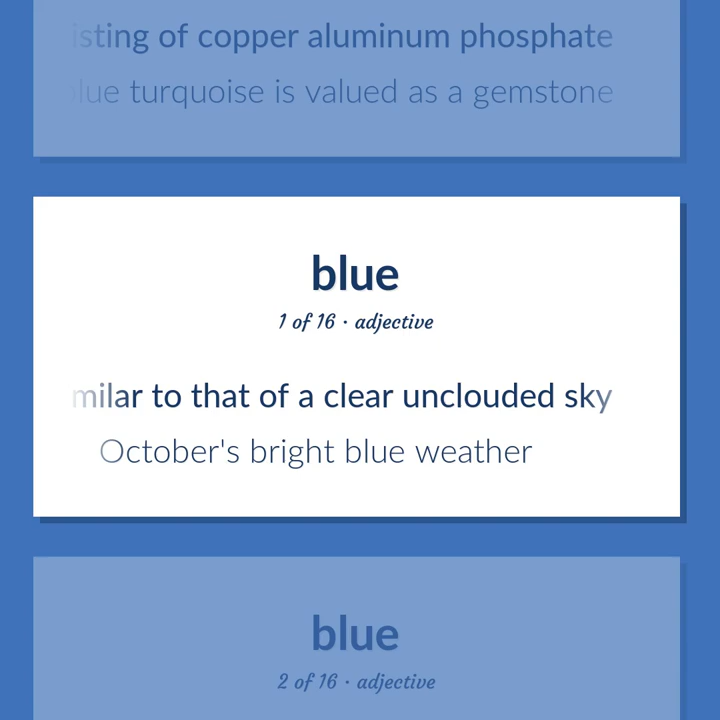 isting of copper aluminum phosphate
blue turquoise is valued as a gemstone
blue
1 of 16 · adjective
milar to that of a clear unclouded sky
October's bright blue weather
blue
2 of 16 · adjective